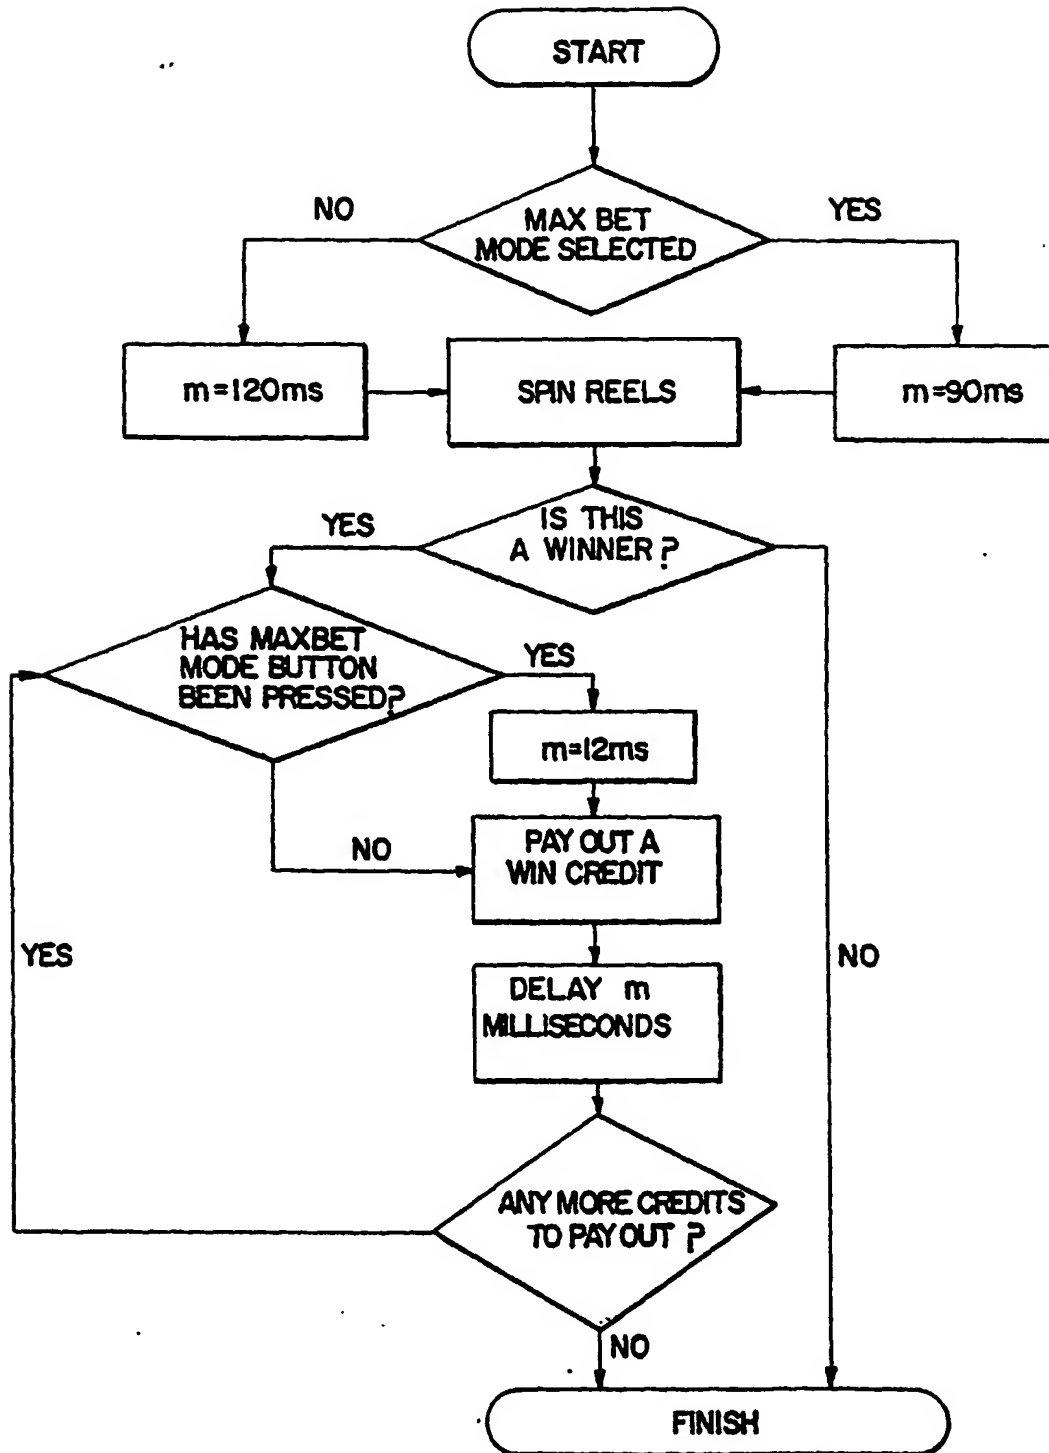 START
NO
YES
MAX BET
MODE SELECTED
m=120ms
SPIN REELS
m=90ms
IS THIS
A WINNER?
YES
HAS MAXBET
MODE BUTTON
BEEN PRESSED?
YES
m=12ms
PAY OUT A
WIN CREDIT
NO
YES
NO
DELAY m
MILLISECONDS
ANY MORE CREDITS
TO PAY OUT ?
NO
FINISH